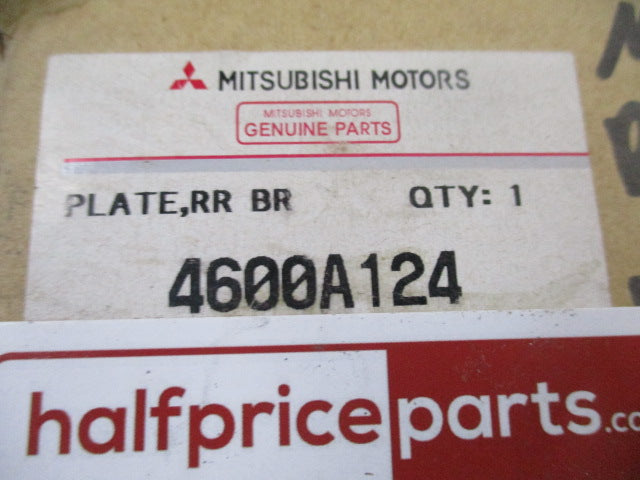 MITSUBISHI MOTORS
MITSUBISHI MOTORS
GENUINE PARTS
PLATE,RR BR QTY: 1
4600A124
halfpriceparts.co